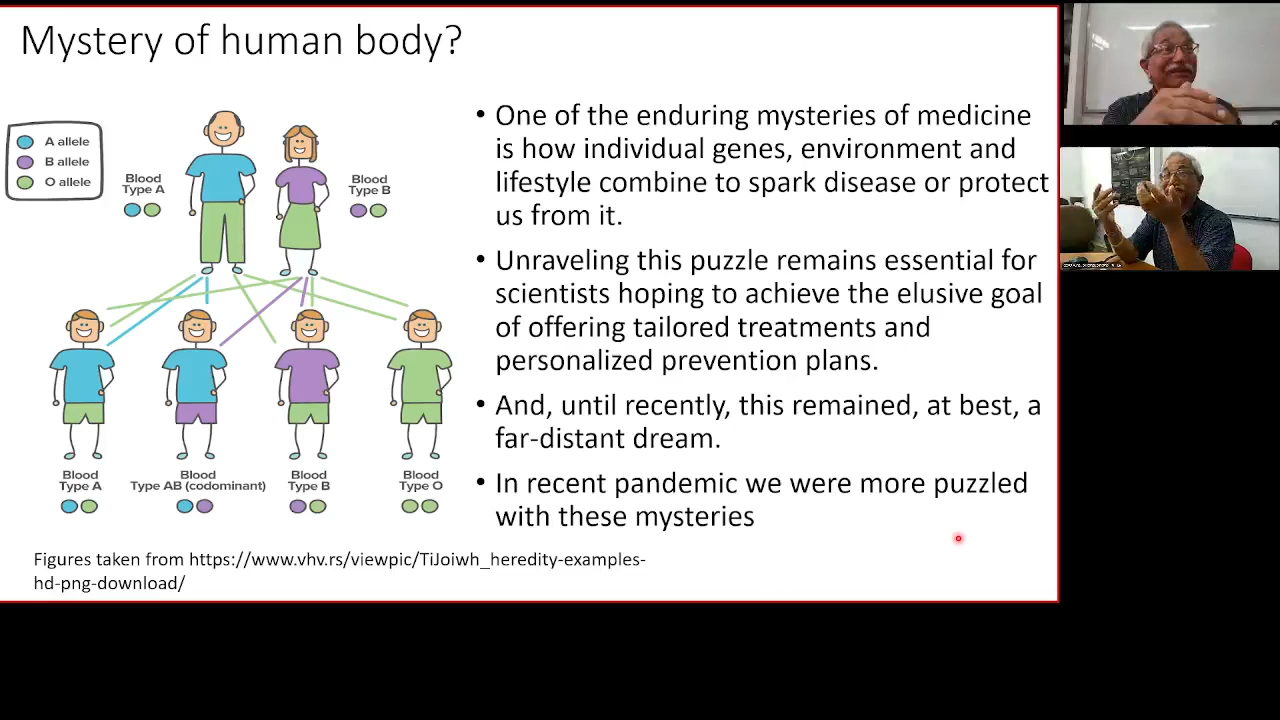 Mystery of human body?
A allele
B allele
O allele
Blood
Type A
Blood
Type B
Blood
Type A
Blood
Type AB (codominant)
Blood
Type B
Blood
Type O
Figures taken from https://www.vhv.rs/viewpic/TiJoiwh_heredity-examples-
hd-png-download/
• One of the enduring mysteries of medicine
is how individual genes, environment and
lifestyle combine to spark disease or protect
us from it.
• Unraveling this puzzle remains essential for
scientists hoping to achieve the elusive goal
of offering tailored treatments and
personalized prevention plans.
• And, until recently, this remained, at best, a
far-distant dream.
• In recent pandemic we were more puzzled
with these mysteries